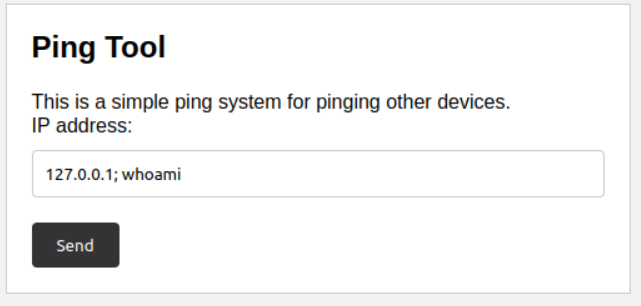 Ping Tool
This is a simple ping system for pinging other devices.
IP address:
127.0.0.1; whoami
Send